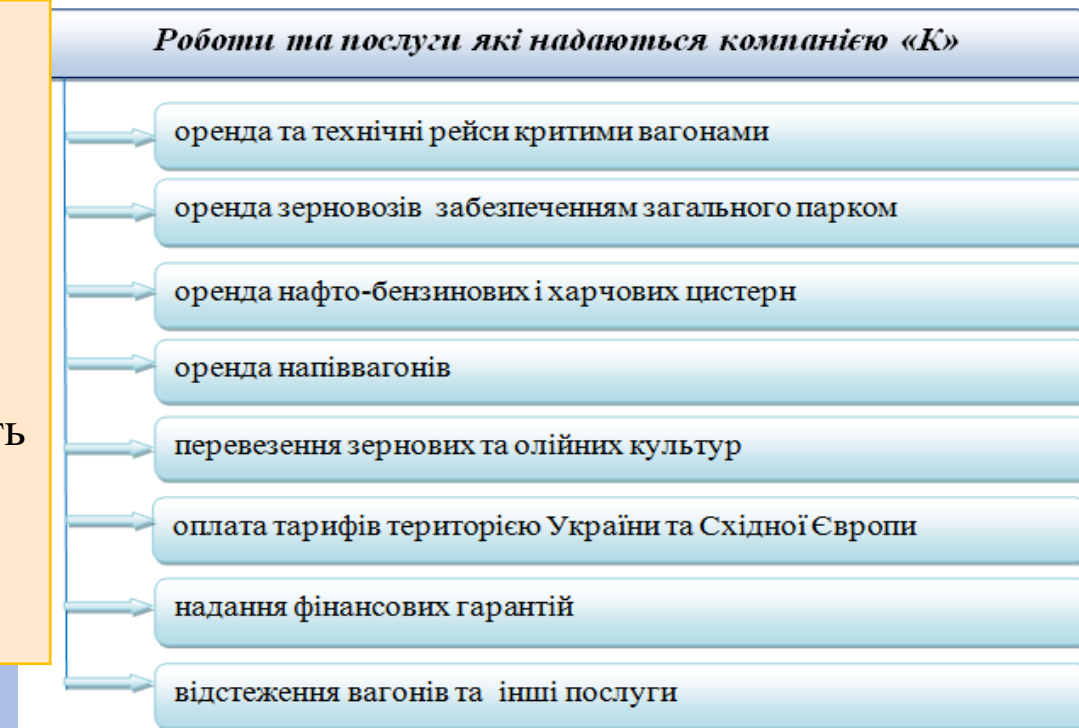 Роботи та послуги які надаються компанією «К»
оренда та технічні рейси критими вагонами
оренда зерновозів забезпеченням загального парком
оренда нафто-бензинових і харчових цистерн
оренда напіввагонів
ть
перевезення зернових та олійних культур
оплата тарифів територією України та Східної Європи
надання фінансових гарантій
відстеження вагонів та інші послуги